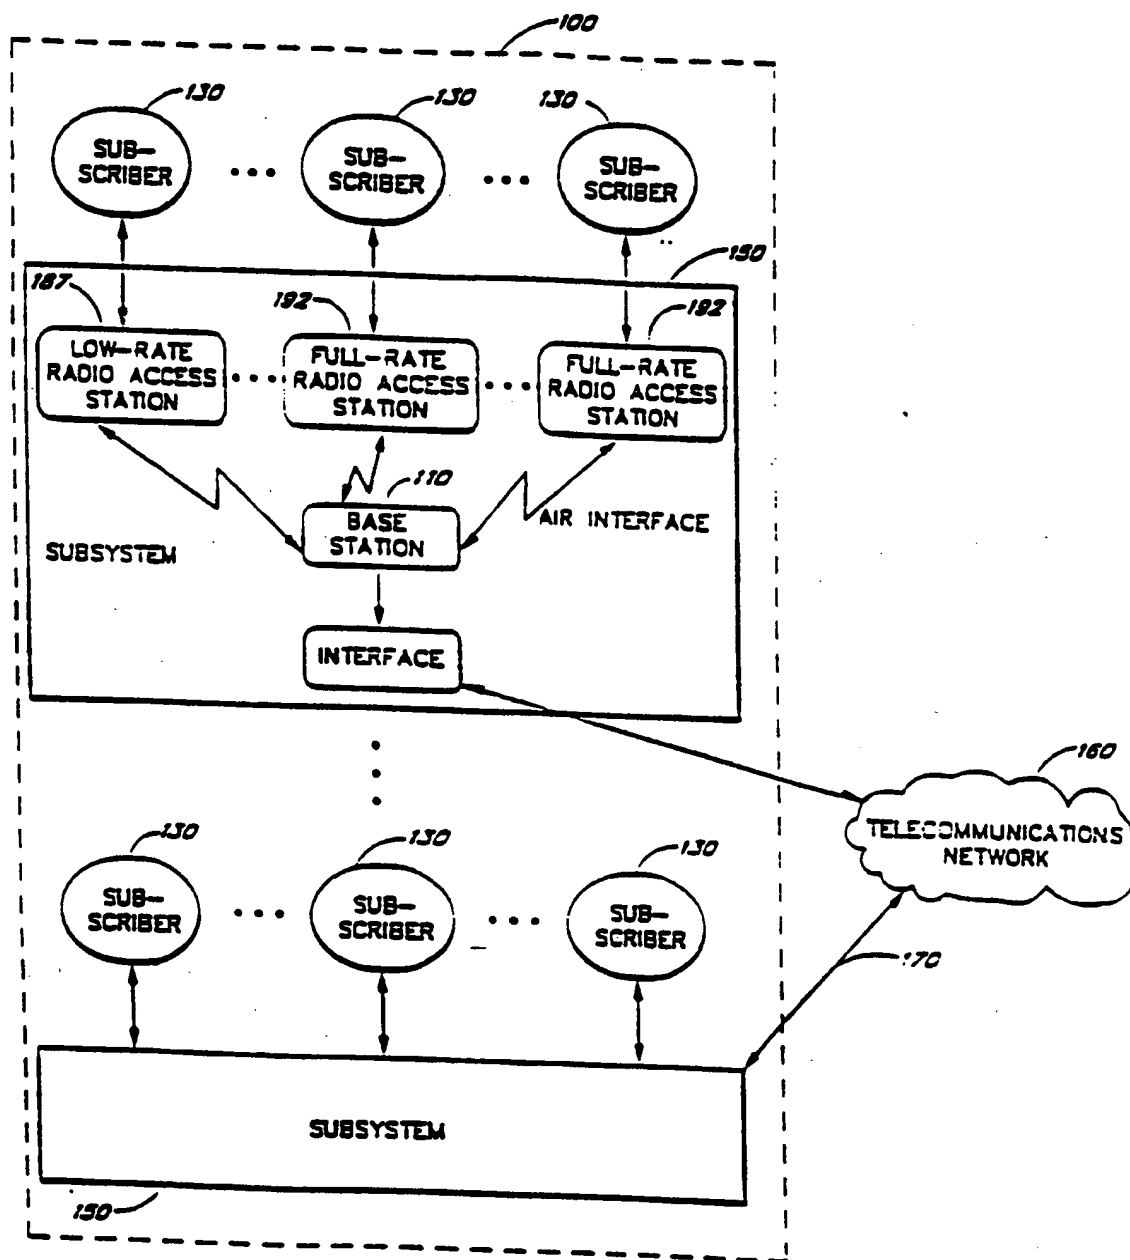 100
130
130
130
SUB-
SCRIBER
SUB-
SCRIBER
SUB-
SCRIBER
150
187
192
192
LOW-RATE
RADIO ACCESS
STATION
FULL-RATE
RADIO ACCESS
STATION
FULL-RATE
RADIO ACCESS
STATION
110
BASE
STATION
AIR INTERFACE
SUBSYSTEM
INTERFACE
160
TELECOMMUNICATIONS
NETWORK
130
130
130
SUB-
SCRIBER
SUB-
SCRIBER
SUB-
SCRIBER
170
SUBSYSTEM
150